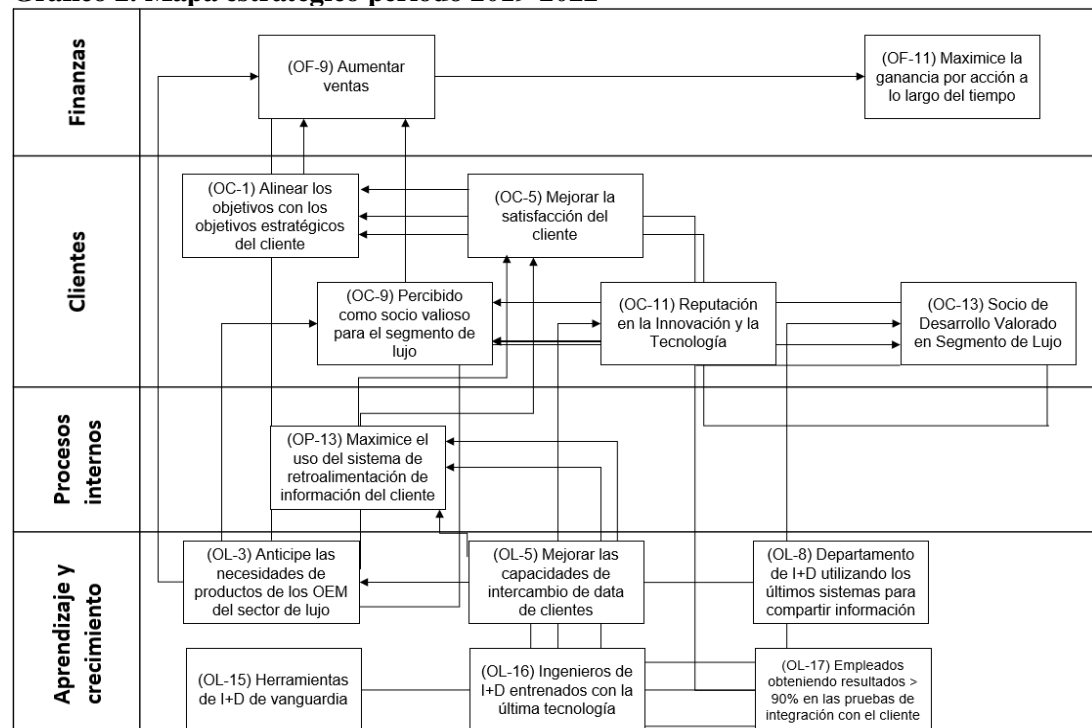 Gráfico 2. Mapa estratégico periodo 2019-2022
Finanzas
(OF-9) Aumentar
ventas
(OF-11) Maximice la
ganancia por acción a
lo largo del tiempo
Clientes
(OC-1) Alinear los
objetivos con los
objetivos estratégicos
del cliente
(OC-5) Mejorar la
satisfacción del
cliente
(OC-9) Percibido
como socio valioso
para el segmento de
lujo
(OC-11) Reputación
en la Innovación y la
Tecnología
(OC-13) Socio de
Desarrollo Valorado
en Segmento de Lujo
Procesos
internos
(OP-13) Maximice el
uso del sistema de
retroalimentación de
información del cliente
Aprendizaje y
crecimiento
(OL-3) Anticipe las
necesidades de
productos de los OEM
del sector de lujo
(OL-5) Mejorar las
capacidades de
intercambio de data
de clientes
(OL-8) Departamento
de I+D utilizando los
últimos sistemas para
compartir información
(OL-15) Herramientas
de I+D de vanguardia
(OL-16) Ingenieros de
I+D entrenados con la
última tecnología
(OL-17) Empleados
obteniendo resultados >
90% en las pruebas de
integración con el cliente